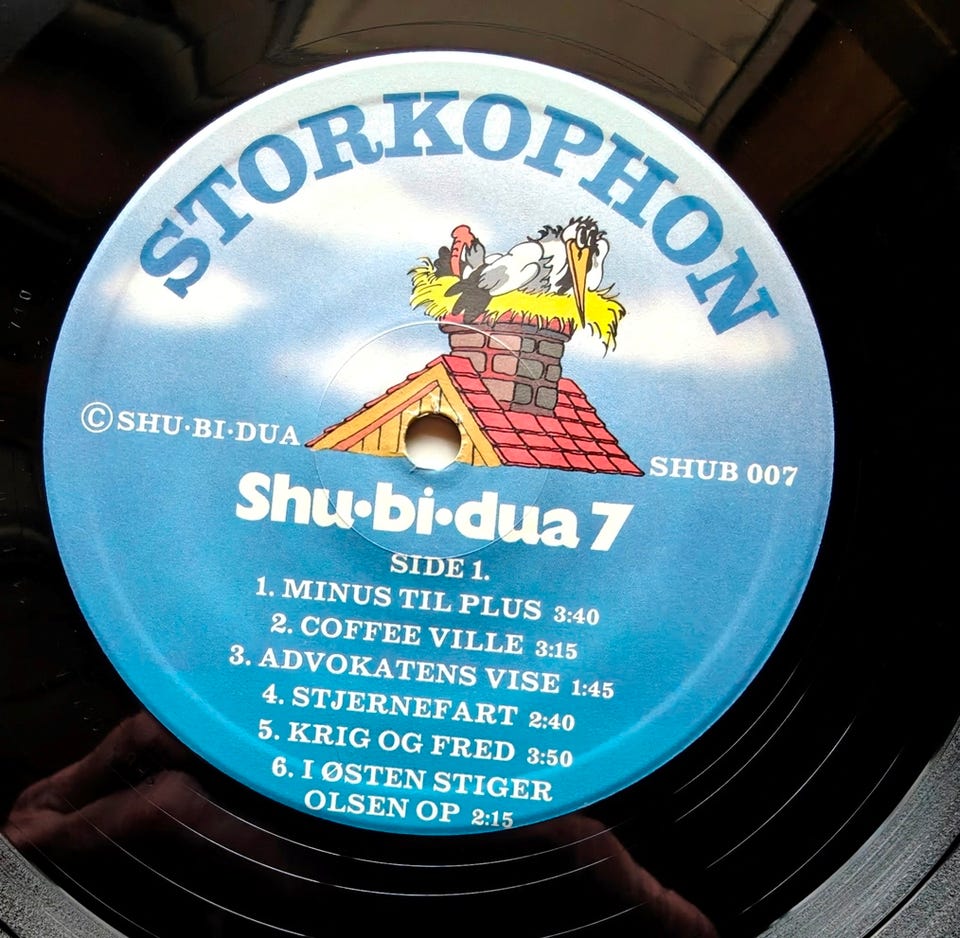 STORKOPHON
©SHU·BI·DUA
SHUB 007
Shu·bi·dua 7
SIDE 1.
1. MINUS TIL PLUS 3:40
2. COFFEE VILLE 3:15
3. ADVOKATENS VISE 1:45
4. STJERNEFART 2:40
5. KRIG OG FRED 3:50
6. I ØSTEN STIGER
OLSEN OP 2:15